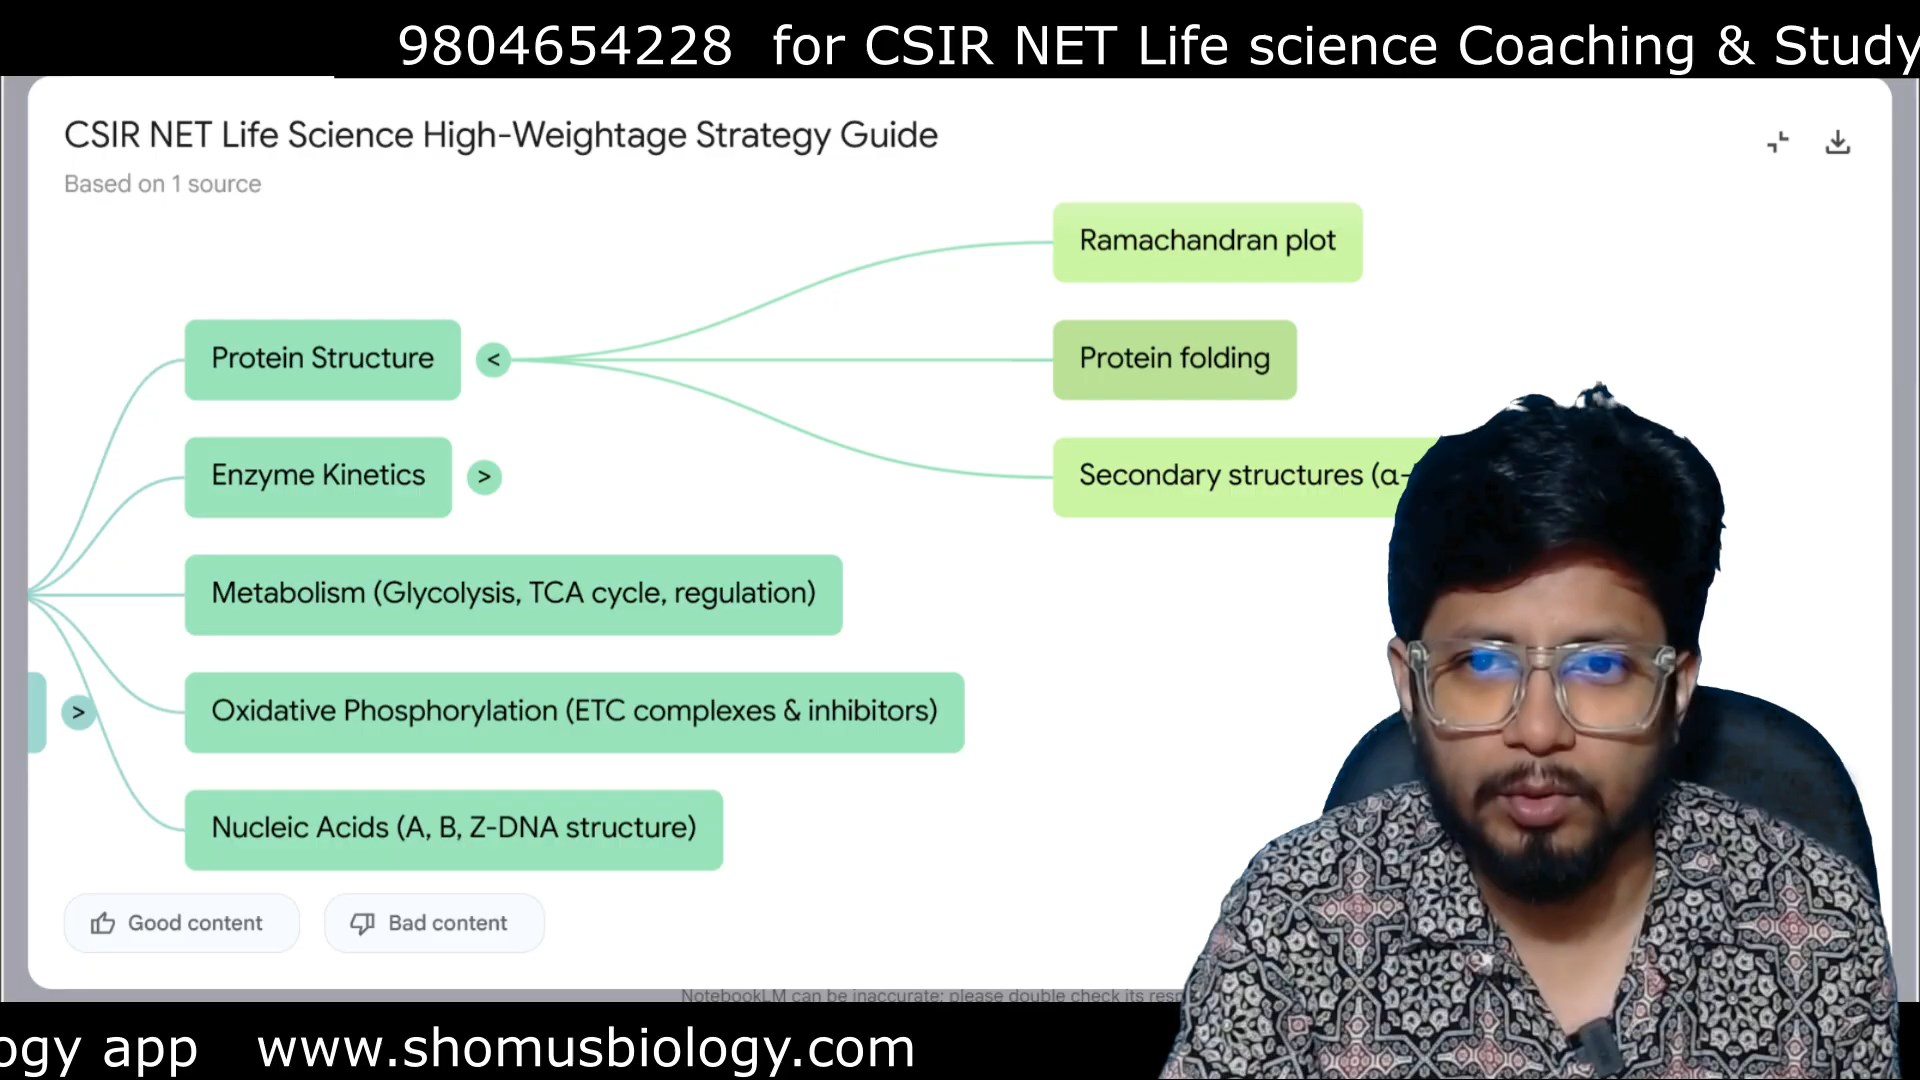 9804654228 for CSIR NET Life science Coaching & Study
CSIR NET Life Science High-Weightage Strategy Guide
Based on 1 source
Ramachandran plot
Protein Structure
<
Protein folding
Enzyme Kinetics
>
Secondary structures (α-
Metabolism (Glycolysis, TCA cycle, regulation)
>
Oxidative Phosphorylation (ETC complexes & inhibitors)
Nucleic Acids (A, B, Z-DNA structure)
Good content
Bad content
NotebookLM can be inaccurate; please double check its resp
ogy app www.shomusbiology.com